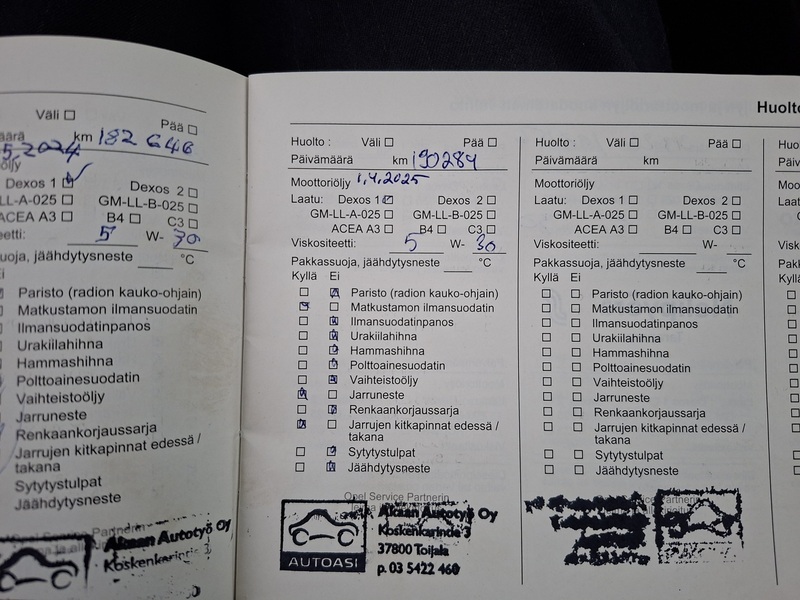 Väli
Pää
km 182 646
5.2024
Dexos 1
Dexos 2
LL-A-025
GM-LL-B-025
ACEA A3
B4
C3
5 W- 30
suoja, jäähdytysneste °C
Paristo (radion kauko-ohjain)
Matkustamon ilmansuodatin
Ilmansuodatinpanos
Urakiilahihna
Hammashihna
Polttoainesuodatin
Vaihteistoöljy
Jarruneste
Renkaankorjaussarja
Jarrujen kitkapinnat edessä /
takana
Sytytystulpat
Jäähdytysneste
Akaan Autotyö Oy
Koskenkarintie 3
Huolto : Väli Pää
Päivämäärä km 190284
Moottoriöljy 1.4.2025
Laatu: Dexos 1 Dexos 2
GM-LL-A-025 GM-LL-B-025
ACEA A3 B4 C3
Viskositeetti: 5 W- 30
Pakkassuoja, jäähdytysneste °C
Kyllä Ei
Paristo (radion kauko-ohjain)
Matkustamon ilmansuodatin
Ilmansuodatinpanos
Urakiilahihna
Hammashihna
Polttoainesuodatin
Vaihteistoöljy
Jarruneste
Renkaankorjaussarja
Jarrujen kitkapinnat edessä /
takana
Sytytystulpat
Jäähdytysneste
Opel Service Partnerin
AUTOASI
Akaan Autotyö Oy
Koskenkarintie 3
37800 Toijala
p. 03 5422 460
Huolto : Väli Pää
Päivämäärä km
Moottoriöljy
Laatu: Dexos 1 Dexos 2
GM-LL-A-025 GM-LL-B-025
ACEA A3 B4 C3
Viskositeetti: W-
Pakkassuoja, jäähdytysneste °C
Kyllä Ei
Paristo (radion kauko-ohjain)
Matkustamon ilmansuodatin
Ilmansuodatinpanos
Urakiilahihna
Hammashihna
Polttoainesuodatin
Vaihteistoöljy
Jarruneste
Renkaankorjaussarja
Jarrujen kitkapinnat edessä /
takana
Sytytystulpat
Jäähdytysneste
Huolto